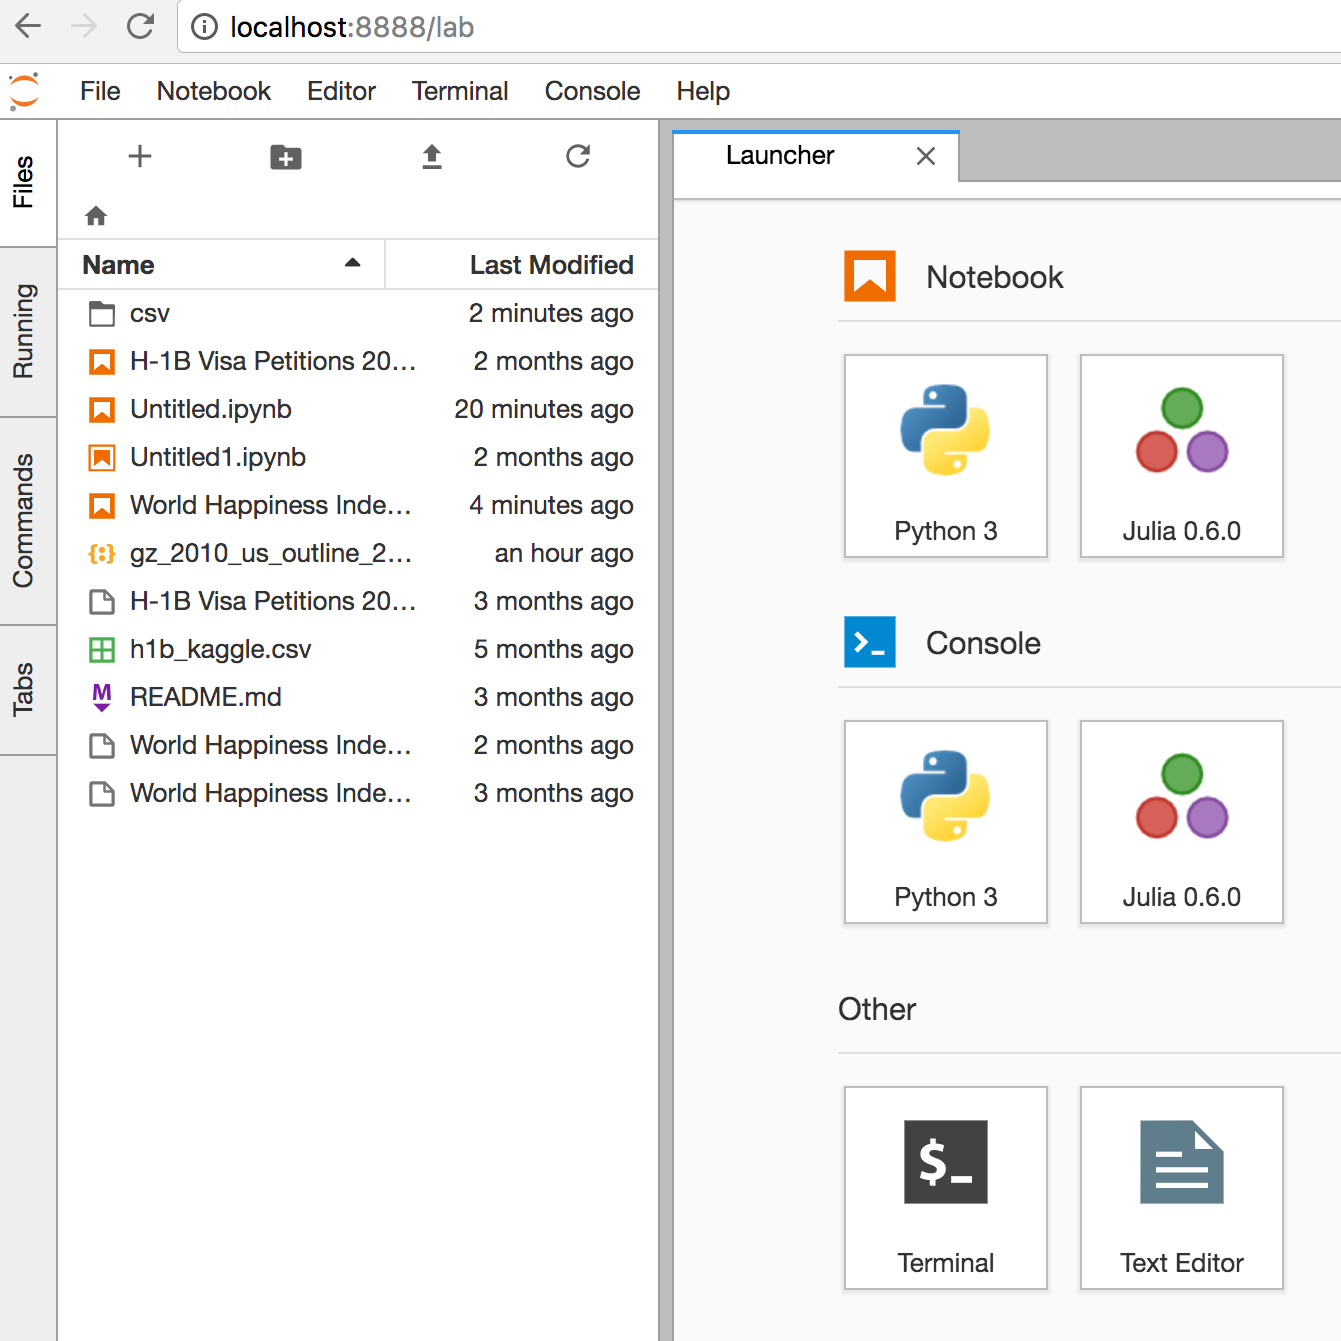 localhost:8888/lab
File Notebook Editor Terminal Console Help
Files
Running
Commands
Tabs
Name Last Modified
csv 2 minutes ago
H-1B Visa Petitions 20... 2 months ago
Untitled.ipynb 20 minutes ago
Untitled1.ipynb 2 months ago
World Happiness Inde... 4 minutes ago
gz_2010_us_outline_2... an hour ago
H-1B Visa Petitions 20... 3 months ago
h1b_kaggle.csv 5 months ago
README.md 3 months ago
World Happiness Inde... 2 months ago
World Happiness Inde... 3 months ago
Launcher
Notebook
Python 3 Julia 0.6.0
Console
Python 3 Julia 0.6.0
Other
$_
Terminal Text Editor